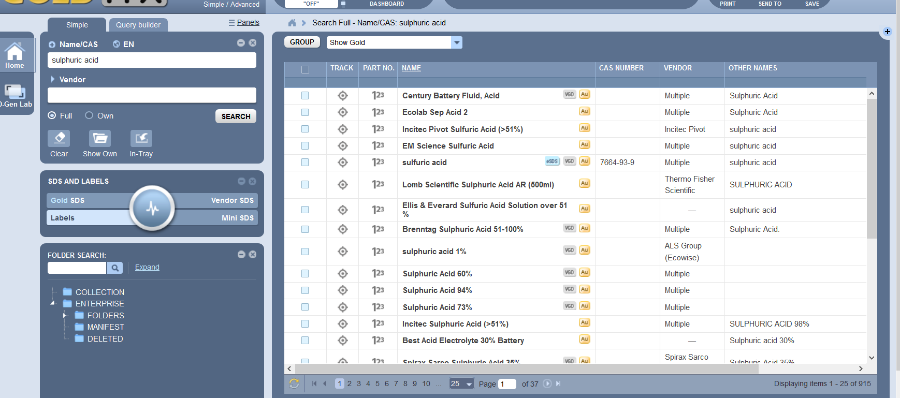 GOLD FFX
Simple / Advanced
"OFF"
DASHBOARD
PRINT SEND TO SAVE
Simple Query builder Panels
Search Full - Name/CAS: sulphuric acid
Name/CAS EN
sulphuric acid
Vendor
Full Own SEARCH
Clear Show Own In-Tray
Home
SDS AND LABELS
Gold SDS Vendor SDS
Labels Mini SDS
FOLDER SEARCH:
Expand
COLLECTION
ENTERPRISE
FOLDERS
MANIFEST
DELETED
GROUP Show Gold
TRACK PART NO. NAME CAS NUMBER VENDOR OTHER NAMES
123 Century Battery Fluid, Acid VGD Au Multiple Sulphuric Acid
123 Ecolab Sep Acid 2 Au Multiple Sulphuric Acid
123 Incitec Pivot Sulfuric Acid (>51%) Au Incitec Pivot sulphuric acid
123 EM Science Sulfuric Acid Au Multiple sulphuric acid
123 sulfuric acid eSDS VGD Au 7664-93-9 Multiple sulphuric acid
123 Lomb Scientific Sulphuric Acid AR (500ml) Au Thermo Fisher Scientific SULPHURIC ACID
123 Ellis & Everard Sulfuric Acid Solution over 51 % Au — sulphuric acid
123 Brenntag Sulphuric Acid 51-100% VGD Au Multiple Sulphuric Acid:
123 sulphuric acid 1% VGD Au ALS Group (Ecowise)
123 Sulphuric Acid 60% VGD Au Multiple
123 Sulphuric Acid 94% VGD Au Multiple
123 Sulphuric Acid 73% VGD Au Multiple
123 Incitec Sulphuric Acid (>51%) Au Multiple SULPHURIC ACID 98%
123 Best Acid Electrolyte 30% Battery Au — Sulphuric acid 30%
123 Spirax Sarco Sulphuric Acid 35% VGD Au Spirax Sarco Sulphuric Acid 35%
1 2 3 4 5 6 7 8 9 10 ... 25 Page 1 of 37 Displaying items 1 - 25 of 915